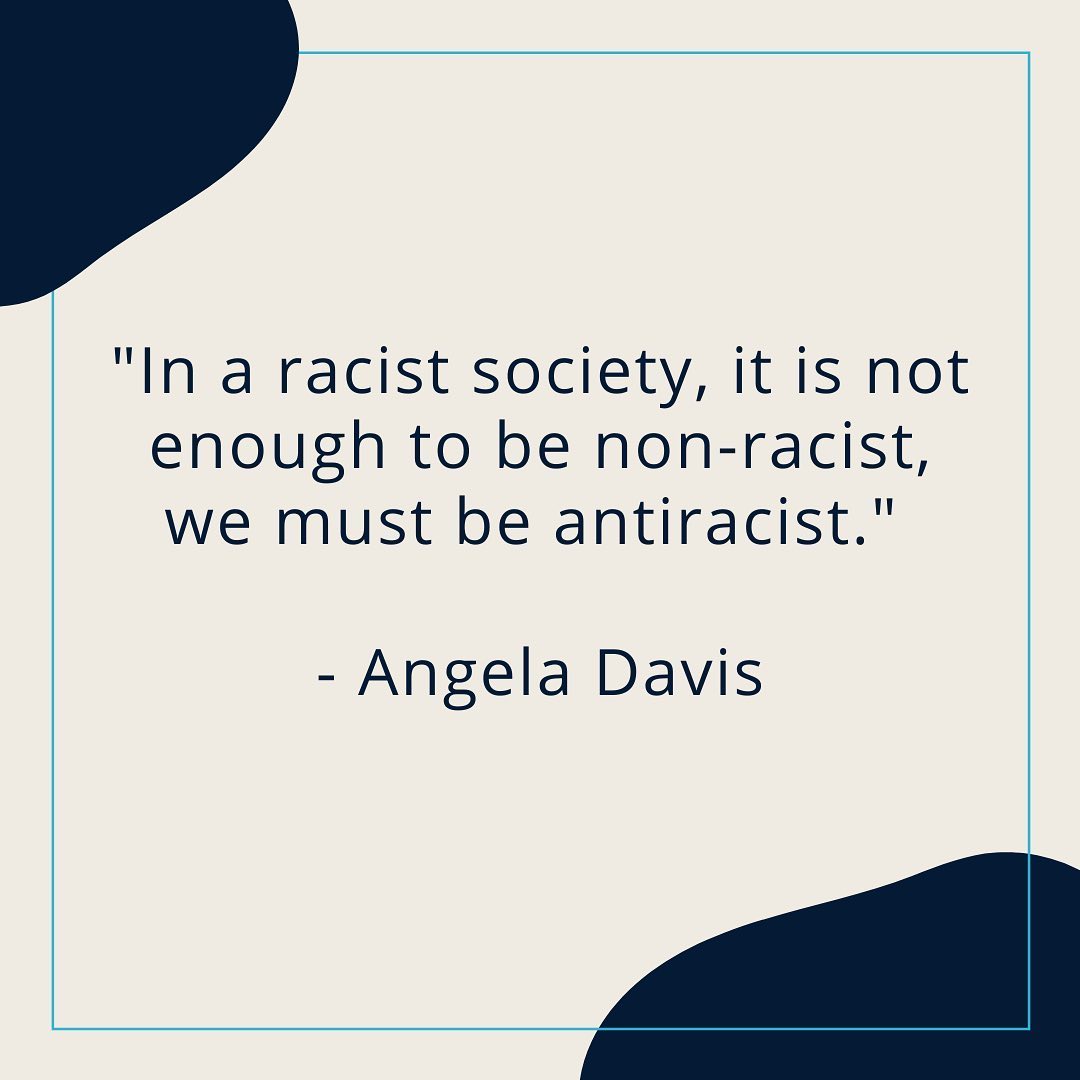 "In a racist society, it is not
enough to be non-racist,
we must be antiracist."
- Angela Davis